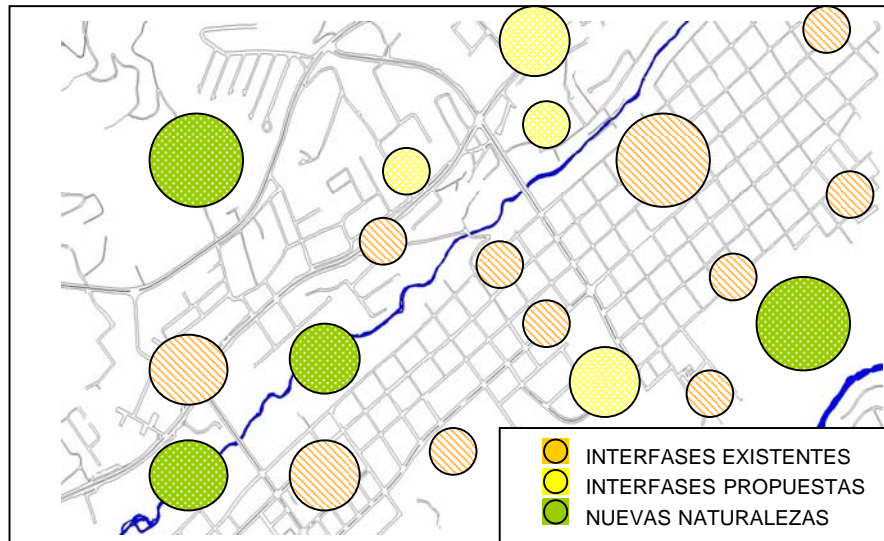 INTERFASES EXISTENTES
INTERFASES PROPUESTAS
NUEVAS NATURALEZAS